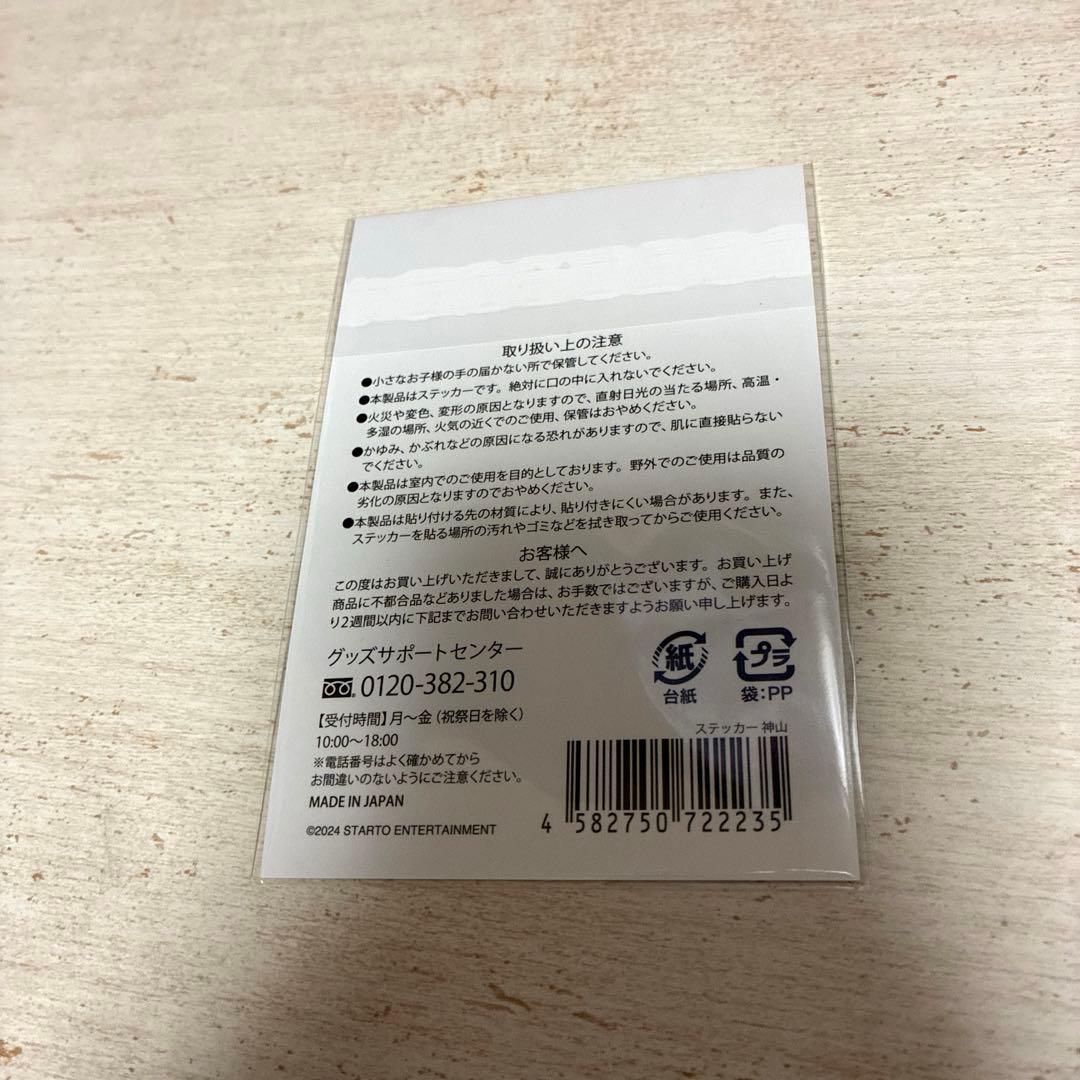 取り扱い上の注意
●小さなお子様の手の届かない所で保管してください。
●本製品はステッカーです。絶対に口の中に入れないでください。
●火災や変色、変形の原因となりますので、直射日光の当たる場所、高温・
多湿の場所、火気の近くでのご使用、保管はおやめください。
●かゆみ、かぶれなどの原因になる恐れがありますので、肌に直接貼らない
でください。
●本製品は室内でのご使用を目的としております。野外でのご使用は品質の
劣化の原因となりますのでおやめください。
●本製品は貼り付ける先の材質により、貼り付きにくい場合があります。また、
ステッカーを貼る場所の汚れやゴミなどを拭き取ってからご使用ください。
お客様へ
この度はお買い上げいただきまして、誠にありがとうございます。お買い上げ
商品に不都合品などありました場合は、お手数ではございますが、ご購入日よ
り2週間以内に下記までお問い合わせいただきますようお願い申し上げます。
グッズサポートセンター
0120-382-310
【受付時間】月～金（祝祭日を除く）
10:00～18:00
※電話番号はよく確かめてから
お間違いのないようにご注意ください。
MADE IN JAPAN
©2024 STARTO ENTERTAINMENT
紙
台紙
プラ
袋：PP
ステッカー 神山
4 582750 722235